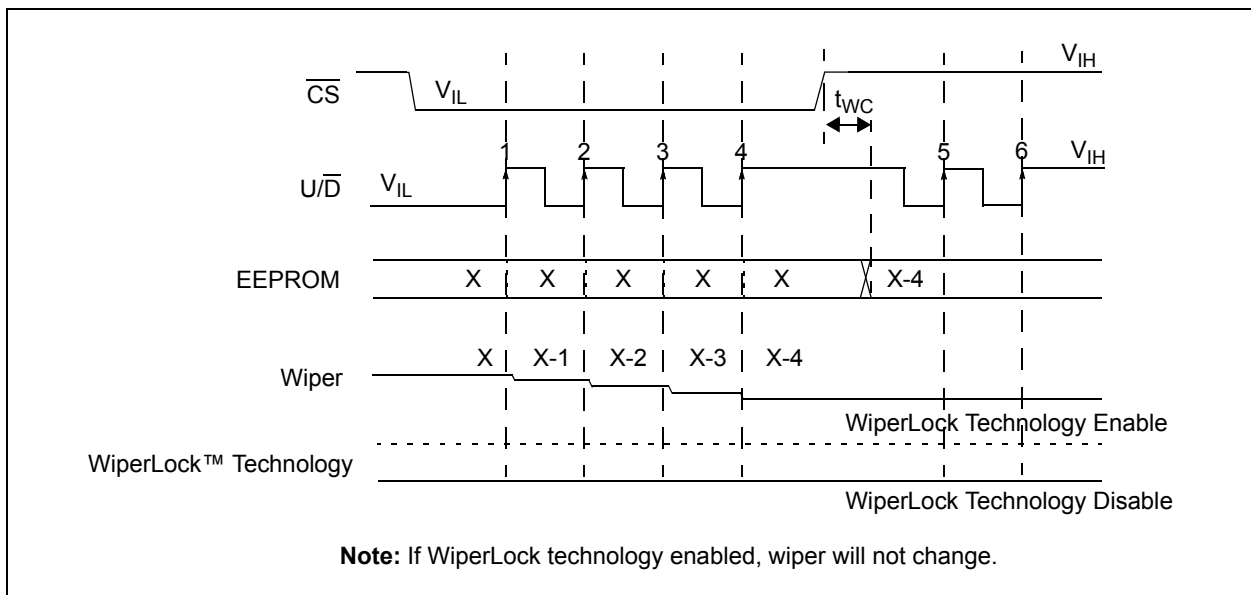 V_IH
CS
V_IL
t_WC
1 2 3 4 5 6
V_IH
U/D
V_IL
EEPROM X X X X X X-4
X X-1 X-2 X-3 X-4
Wiper
WiperLock Technology Enable
WiperLock™ Technology
WiperLock Technology Disable
Note: If WiperLock technology enabled, wiper will not change.